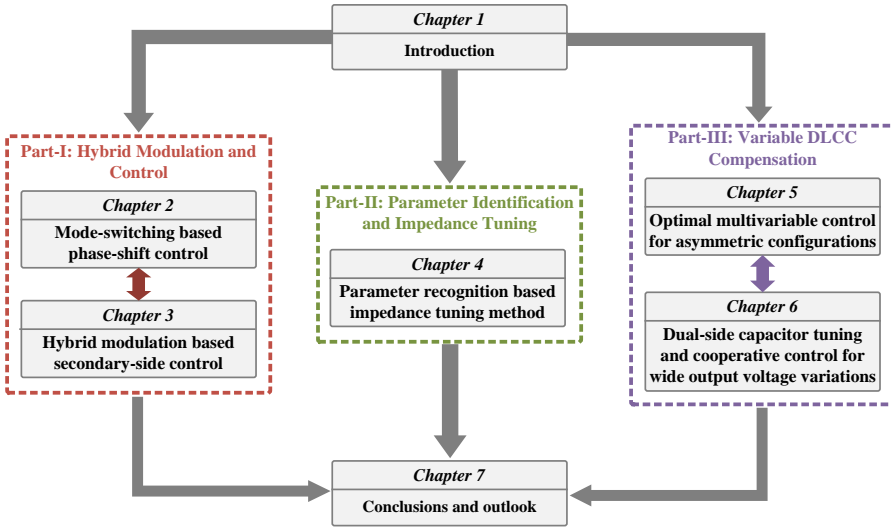 Chapter 1
Introduction
Part-I: Hybrid Modulation and
Control
Chapter 2
Mode-switching based
phase-shift control
Chapter 3
Hybrid modulation based
secondary-side control
Part-II: Parameter Identification
and Impedance Tuning
Chapter 4
Parameter recognition based
impedance tuning method
Part-III: Variable DLCC
Compensation
Chapter 5
Optimal multivariable control
for asymmetric configurations
Chapter 6
Dual-side capacitor tuning
and cooperative control for
wide output voltage variations
Chapter 7
Conclusions and outlook